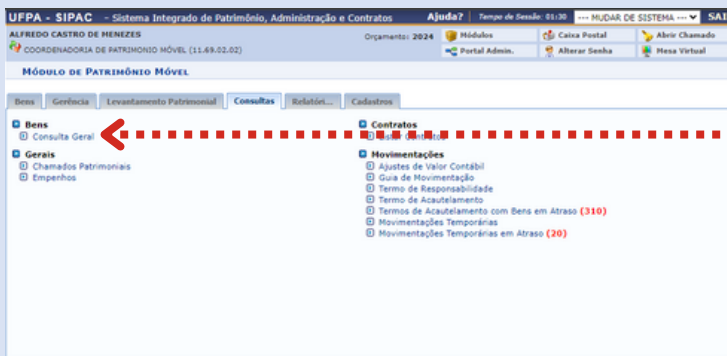 UFPA - SIPAC - Sistema Integrado de Patrimônio, Administração e Contratos
Ajuda?
Tempo de Sessão: 01:30
--- MUDAR DE SISTEMA ---
SAI
ALFREDO CASTRO DE MENEZES
COORDENADORIA DE PATRIMONIO MÓVEL (11.69.02.02)
Orçamento: 2024
Módulos
Caixa Postal
Abrir Chamado
Portal Admin.
Alterar Senha
Mesa Virtual
MÓDULO DE PATRIMÔNIO MÓVEL
Bens
Gerência
Levantamento Patrimonial
Consultas
Relatóri...
Cadastros
Bens
Consulta Geral
Gerais
Chamados Patrimoniais
Empenhos
Contratos
Movimentações
Ajustes de Valor Contábil
Guia de Movimentação
Termo de Responsabilidade
Termo de Acautelamento
Termos de Acautelamento com Bens em Atraso (310)
Movimentações Temporárias
Movimentações Temporárias em Atraso (20)